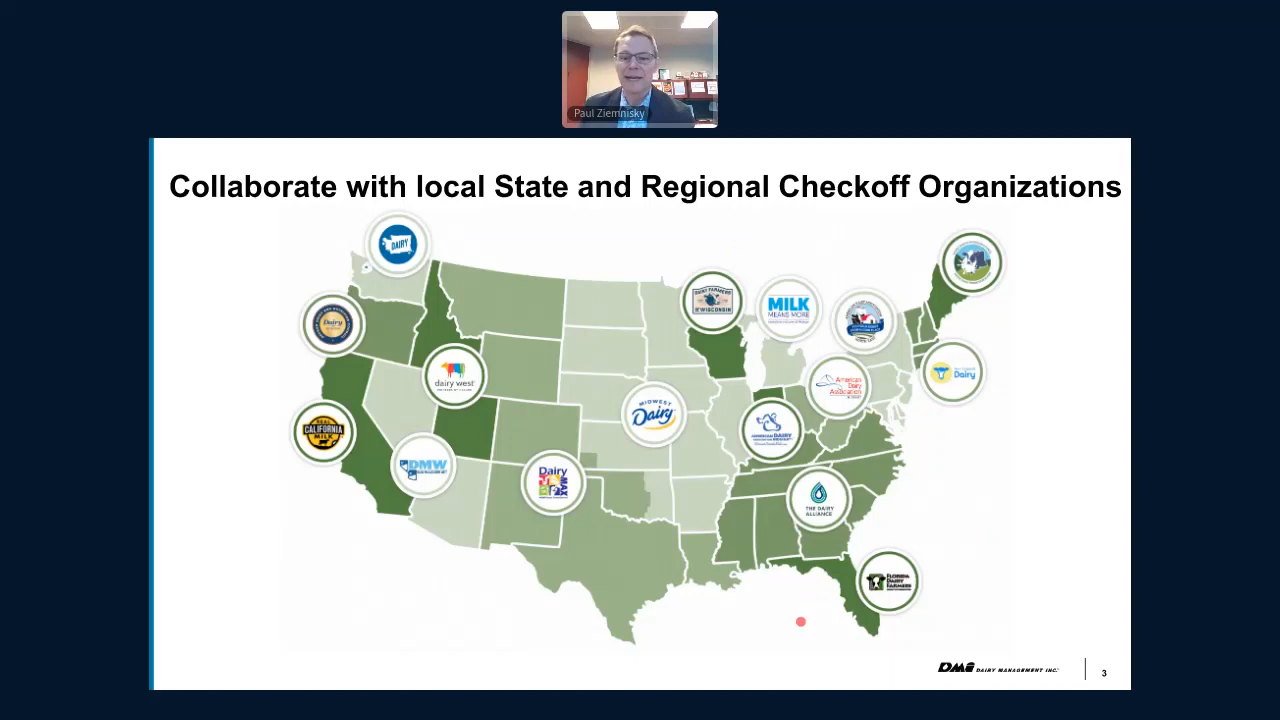 Paul Ziemnisky
Collaborate with local State and Regional Checkoff Organizations
DAIRY
DAIRY FARMERS
of WISCONSIN
MILK
MEANS MORE
Dairy
dairy west
American
Dairy
Association
Dairy
MIDWEST
Dairy
REAL
CALIFORNIA
MILK
AMERICAN DAIRY
DMW
Dairy
MAX
THE DAIRY
ALLIANCE
FLORIDA
DAIRY
FARMERS
DMI DAIRY MANAGEMENT INC.
3